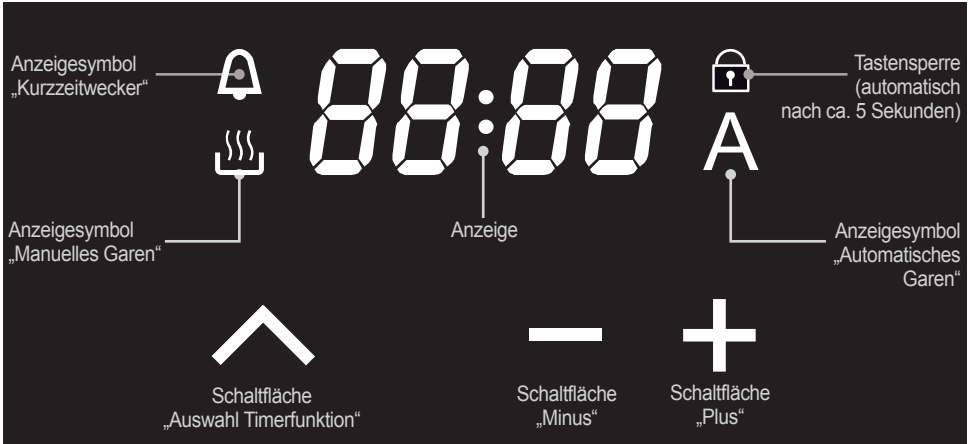 Anzeigesymbol
„Kurzzeitwecker“
88:88
Tastensperre
(automatisch
nach ca. 5 Sekunden)
A
Anzeigesymbol
„Manuelles Garen“
Anzeige
Anzeigesymbol
„Automatisches
Garen“
Schaltfläche
„Auswahl Timerfunktion“
Schaltfläche
„Minus“
Schaltfläche
„Plus“